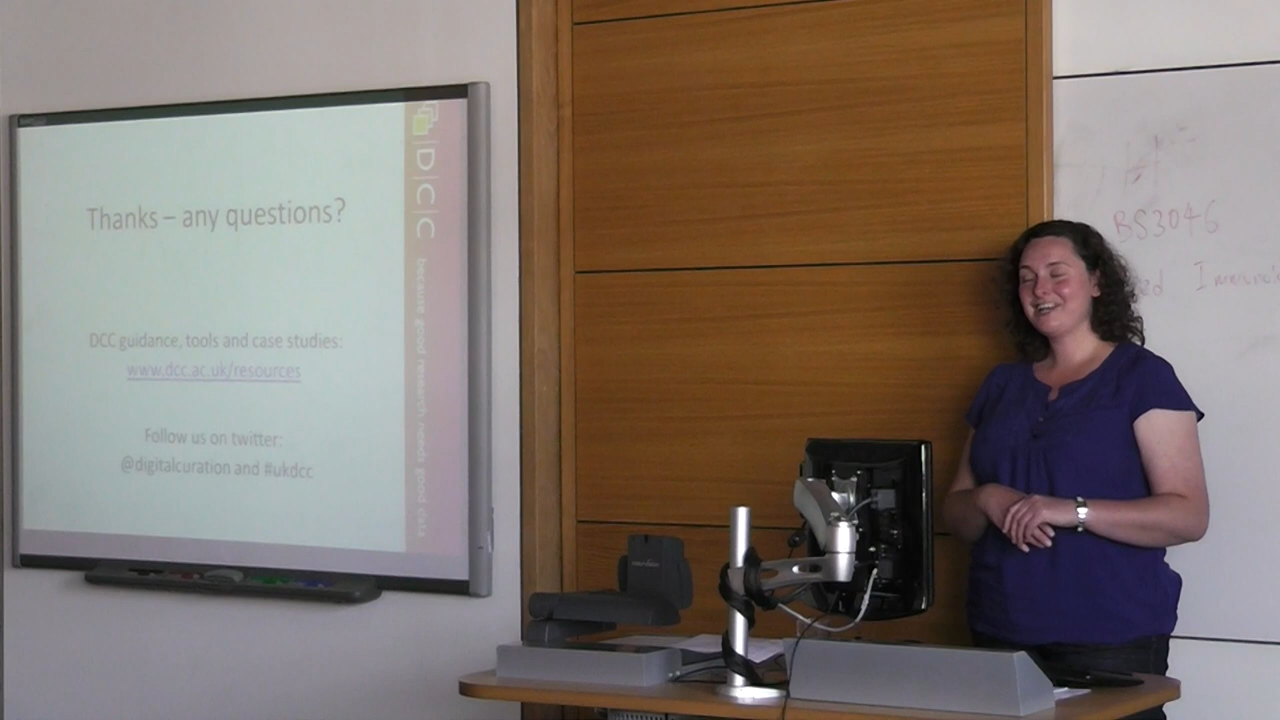 Thanks – any questions?
DCC guidance, tools and case studies:
www.dcc.ac.uk/resources
Follow us on twitter:
@digitalcuration and #ukdcc
D|C|C because good research needs good data
BS3046